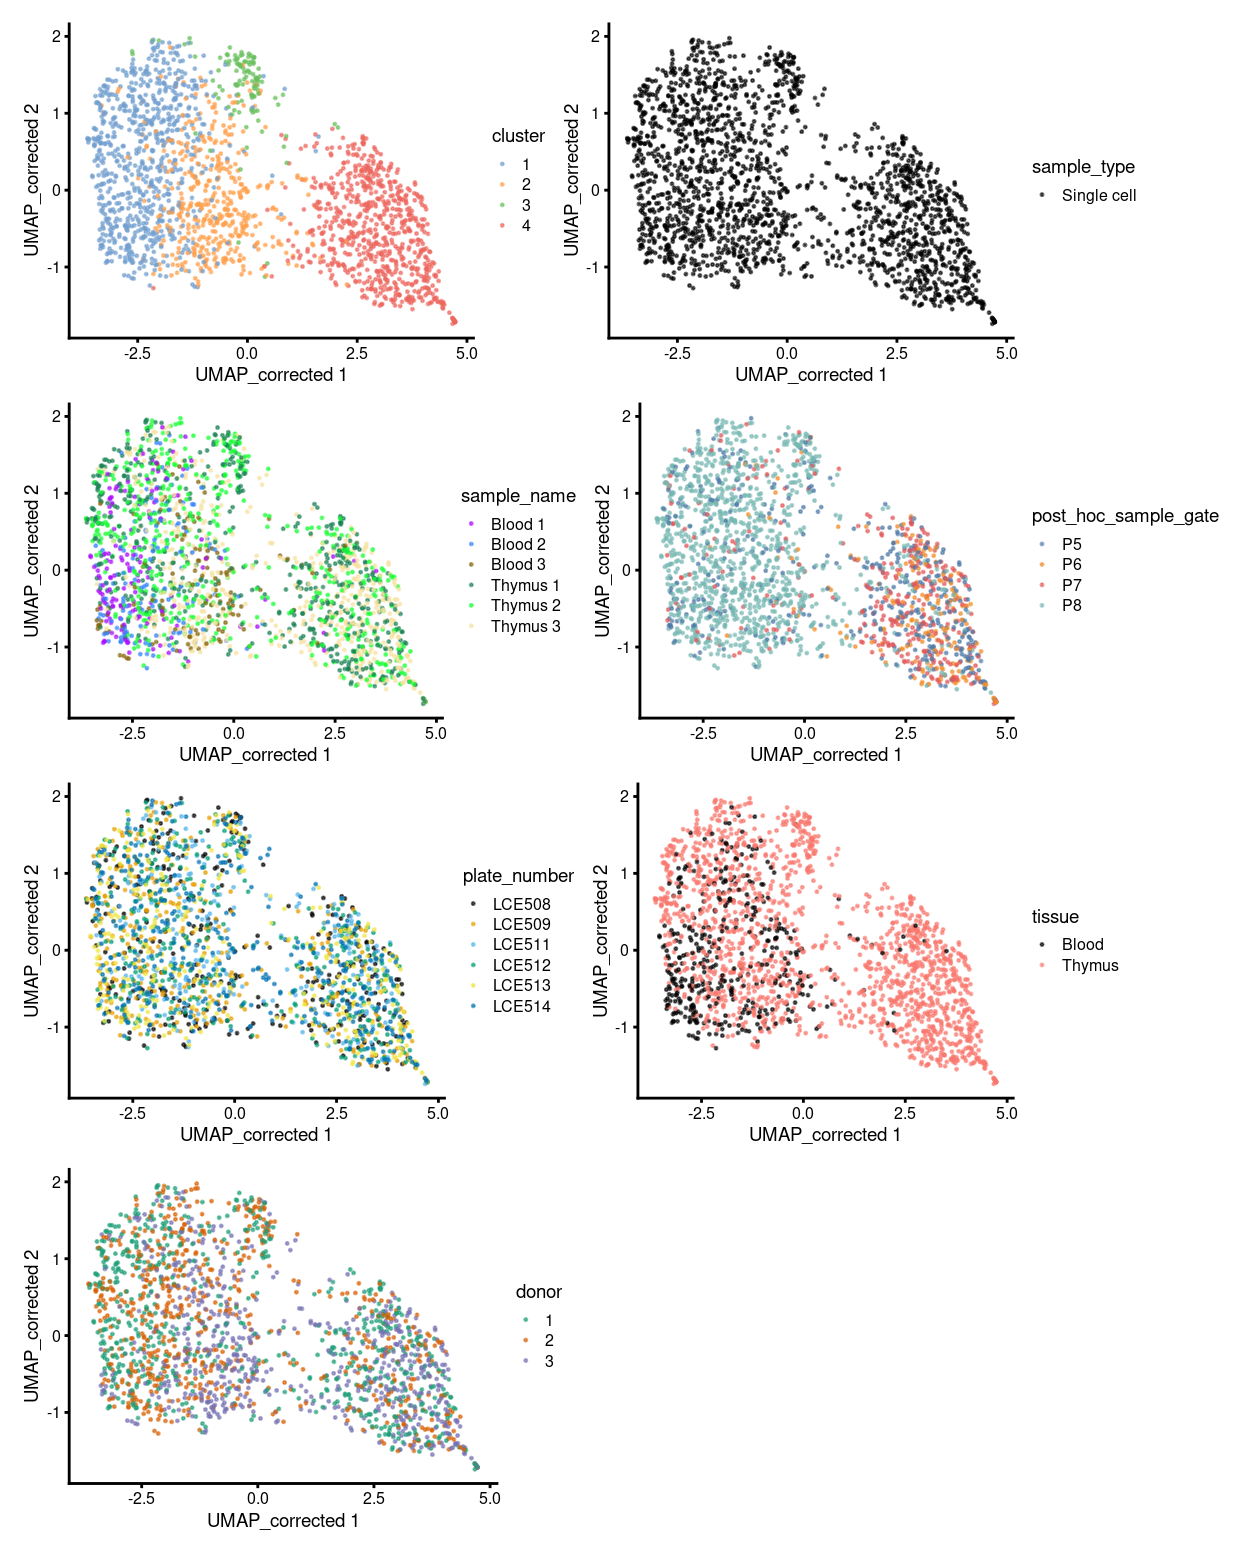 2
1
0
-1
UMAP_corrected 2
-2.5 0.0 2.5 5.0
UMAP_corrected 1
cluster
1
2
3
4
2
1
0
-1
UMAP_corrected 2
-2.5 0.0 2.5 5.0
UMAP_corrected 1
sample_type
Single cell
2
1
0
-1
UMAP_corrected 2
-2.5 0.0 2.5 5.0
UMAP_corrected 1
sample_name
Blood 1
Blood 2
Blood 3
Thymus 1
Thymus 2
Thymus 3
2
1
0
-1
UMAP_corrected 2
-2.5 0.0 2.5 5.0
UMAP_corrected 1
post_hoc_sample_gate
P5
P6
P7
P8
2
1
0
-1
UMAP_corrected 2
-2.5 0.0 2.5 5.0
UMAP_corrected 1
plate_number
LCE508
LCE509
LCE511
LCE512
LCE513
LCE514
2
1
0
-1
UMAP_corrected 2
-2.5 0.0 2.5 5.0
UMAP_corrected 1
tissue
Blood
Thymus
2
1
0
-1
UMAP_corrected 2
-2.5 0.0 2.5 5.0
UMAP_corrected 1
donor
1
2
3